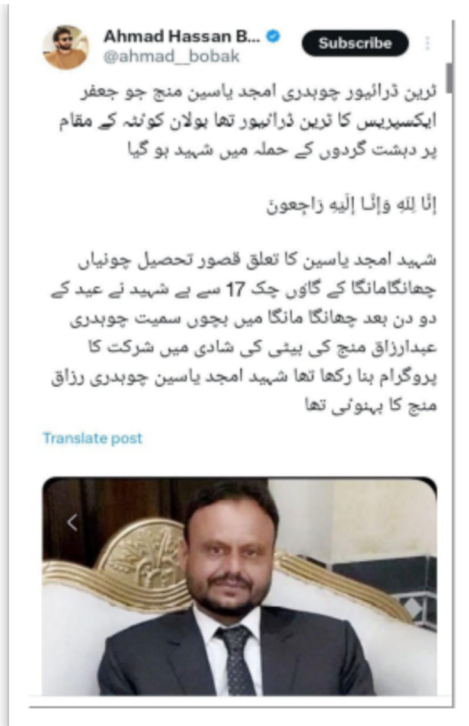 Ahmad Hassan B...
Subscribe
@ahmad__bobak
ٹرین ڈرائیور چوہدری امجد یاسین منج جو جعفر
ایکسپریس کا ٹرین ڈرائیور تھا بولان کوئٹہ کے مقام
پر دہشت گردوں کے حملہ میں شہید ہو گیا
إنَّا لِلَّٰهِ وَإِنَّا إِلَيْهِ رَاجِعونَ
شہید امجد یاسین کا تعلق قصور تحصیل چونیاں
چھانگامانگا کے گاؤں چک 17 سے ہے شہید نے عید کے
دو دن بعد چھانگا مانگا میں بچوں سمیت چوہدری
عبدارزاق منج کی بیٹی کی شادی میں شرکت کا
پروگرام بنا رکھا تھا شہید امجد یاسین چوہدری رزاق
منج کا بہنوئی تھا
Translate post